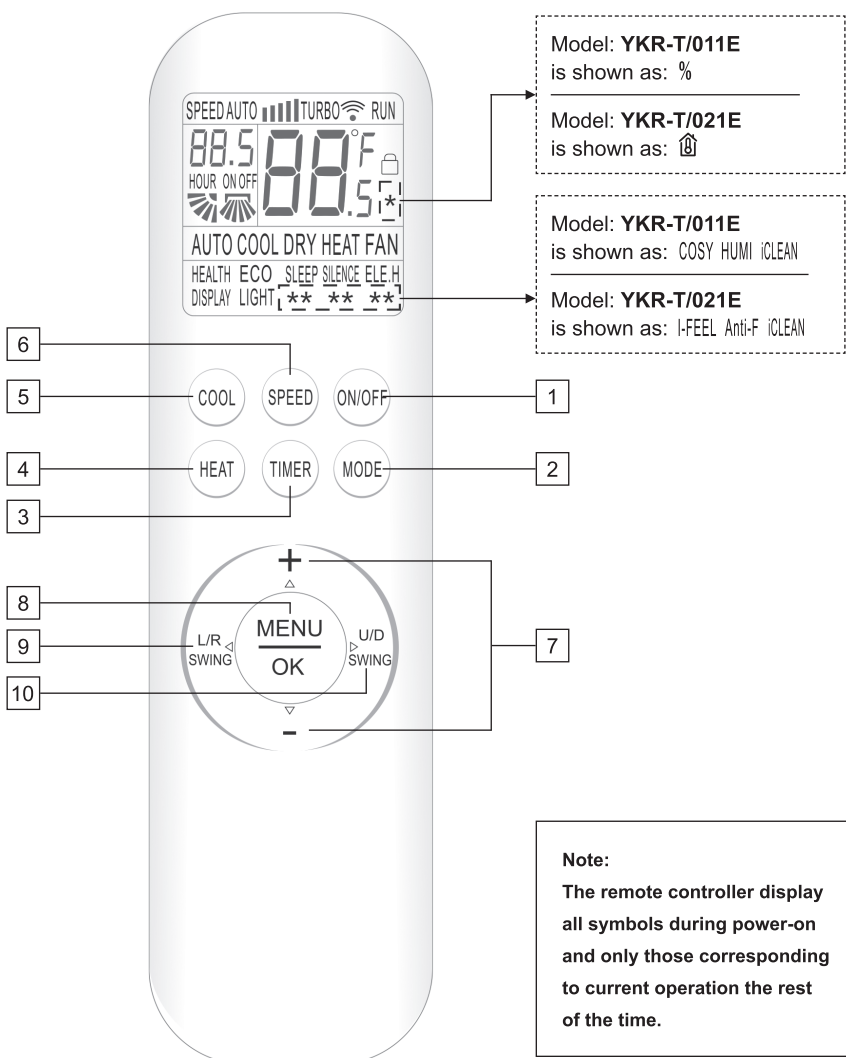 Model: YKR-T/011E
is shown as: %
Model: YKR-T/021E
is shown as:
SPEED AUTO TURBO RUN
88.5 88.5 °F
HOUR ON OFF
*
AUTO COOL DRY HEAT FAN
HEALTH ECO SLEEP SILENCE ELE.H
DISPLAY LIGHT ** ** **
Model: YKR-T/011E
is shown as: COSY HUMI iCLEAN
Model: YKR-T/021E
is shown as: I-FEEL Anti-F iCLEAN
6
5
COOL SPEED ON/OFF
1
4
HEAT TIMER MODE
2
3
+
8
MENU
9
L/R
SWING
OK
U/D
SWING
7
10
-
Note:
The remote controller display
all symbols during power-on
and only those corresponding
to current operation the rest
of the time.